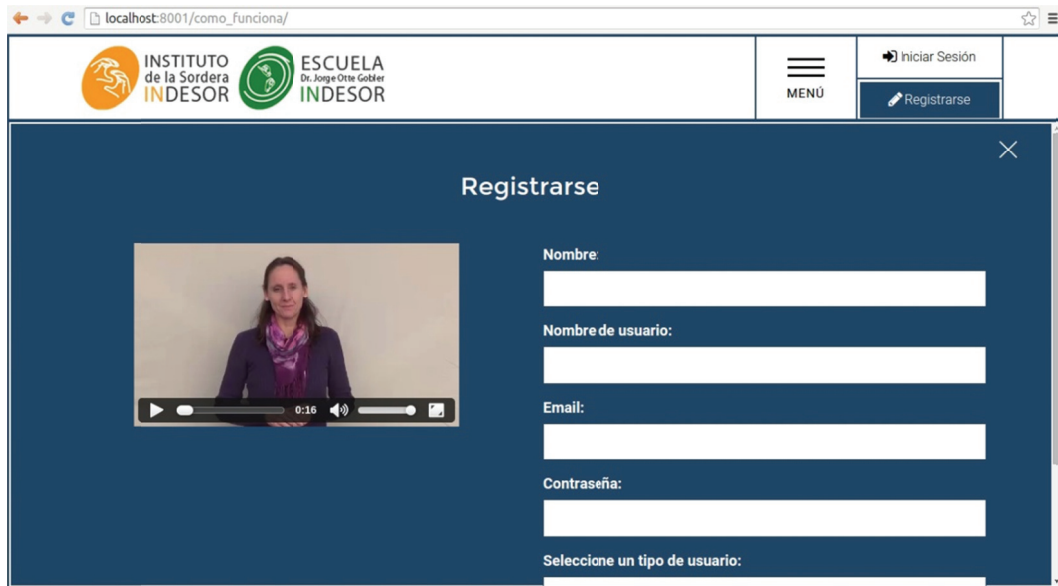 localhost:8001/como_funciona/
INSTITUTO
de la Sordera
INDESOR
ESCUELA
Dr. Jorge Otte Gobler
INDESOR
MENÚ
Iniciar Sesión
Registrarse
Registrarse
0:16
Nombre:
Nombre de usuario:
Email:
Contraseña:
Seleccione un tipo de usuario: